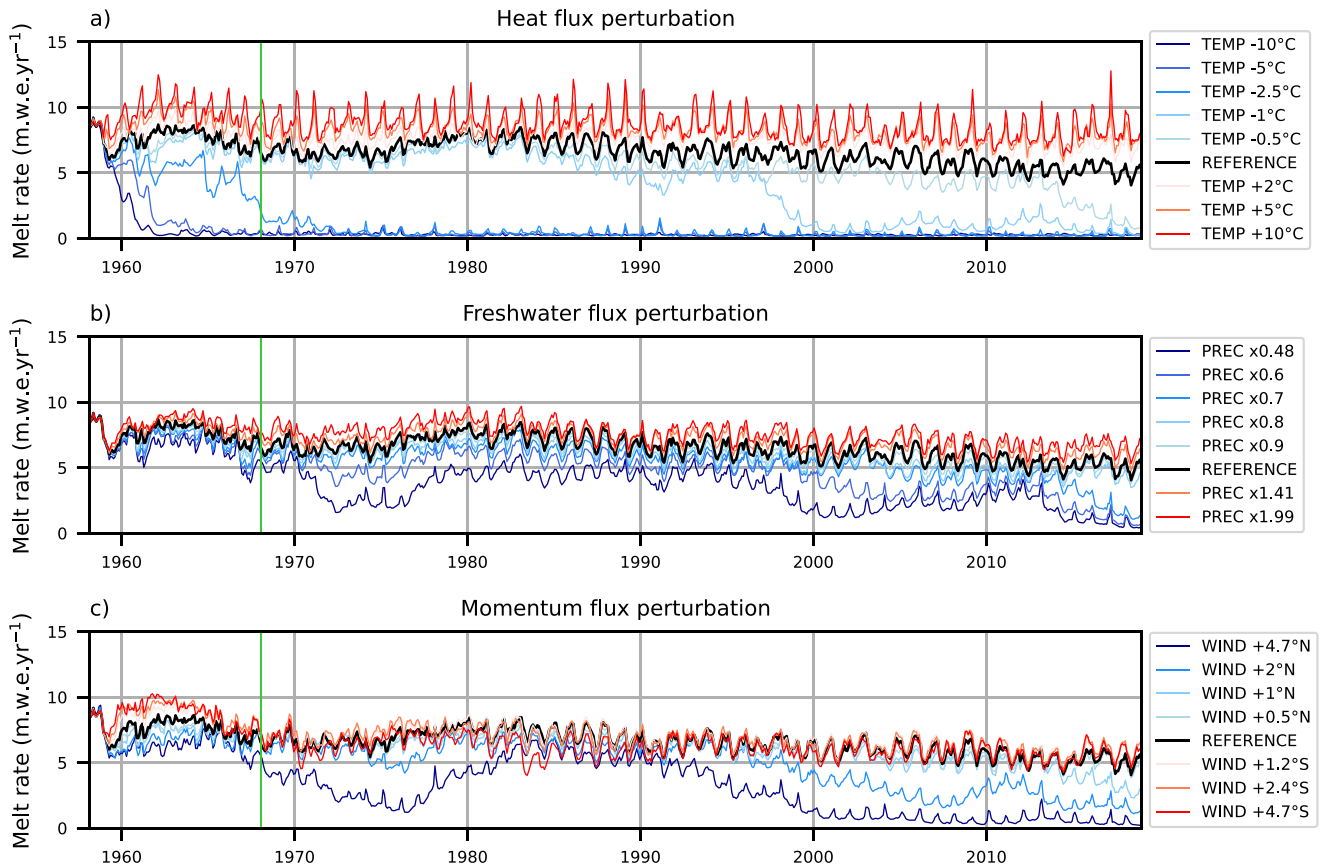 a) Heat flux perturbation
Melt rate (m.w.e.yr⁻¹)
15
10
5
0
1960 1970 1980 1990 2000 2010
TEMP -10°C
TEMP -5°C
TEMP -2.5°C
TEMP -1°C
TEMP -0.5°C
REFERENCE
TEMP +2°C
TEMP +5°C
TEMP +10°C
b) Freshwater flux perturbation
Melt rate (m.w.e.yr⁻¹)
15
10
5
0
1960 1970 1980 1990 2000 2010
PREC x0.48
PREC x0.6
PREC x0.7
PREC x0.8
PREC x0.9
REFERENCE
PREC x1.41
PREC x1.99
c) Momentum flux perturbation
Melt rate (m.w.e.yr⁻¹)
15
10
5
0
1960 1970 1980 1990 2000 2010
WIND +4.7°N
WIND +2°N
WIND +1°N
WIND +0.5°N
REFERENCE
WIND +1.2°S
WIND +2.4°S
WIND +4.7°S